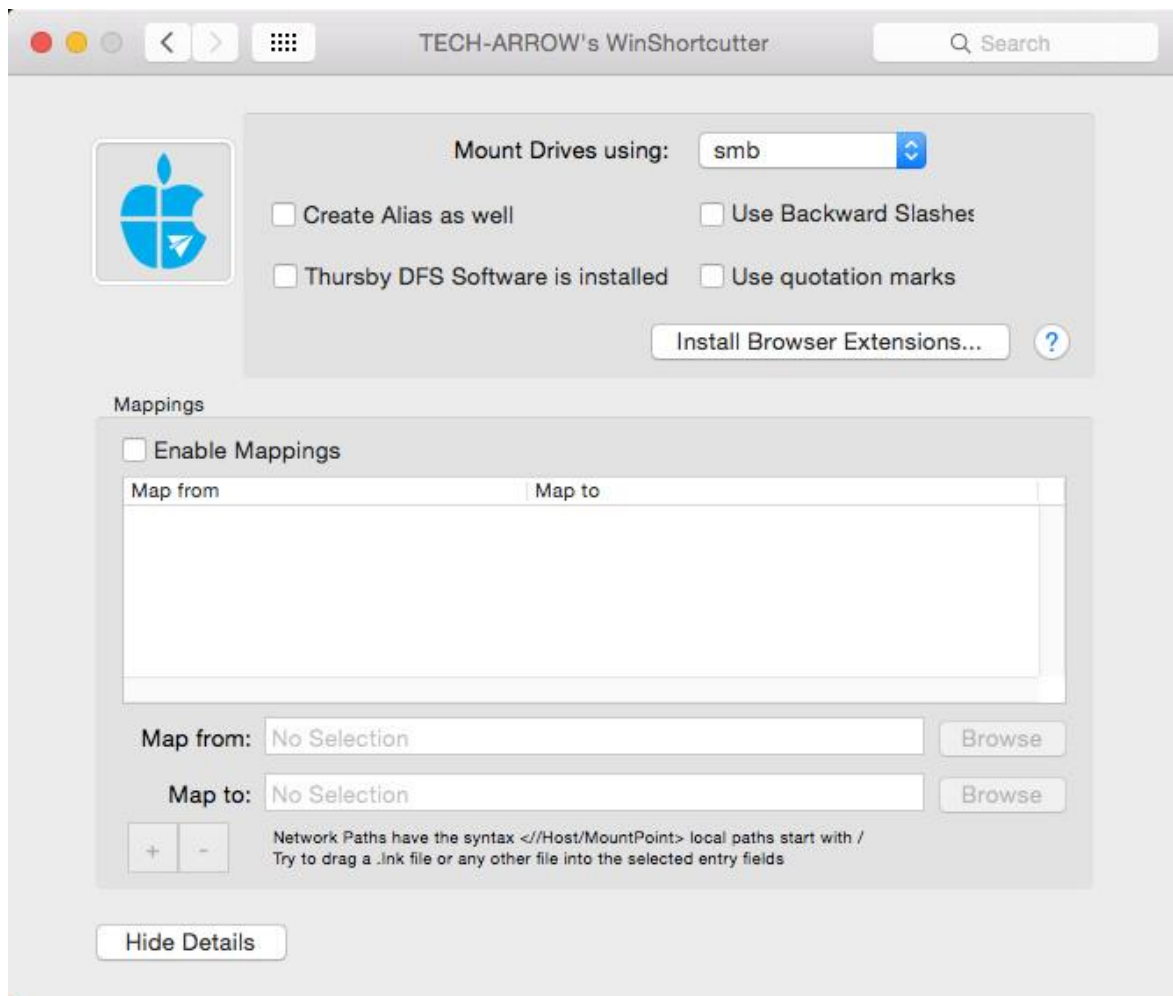 TECH-ARROW's WinShortcutter
Search
Mount Drives using: smb
Create Alias as well
Use Backward Slashes
Thursby DFS Software is installed
Use quotation marks
Install Browser Extensions...
?
Mappings
Enable Mappings
Map from Map to
Map from: No Selection Browse
Map to: No Selection Browse
+ -
Network Paths have the syntax <//Host/MountPoint> local paths start with /
Try to drag a .lnk file or any other file into the selected entry fields
Hide Details